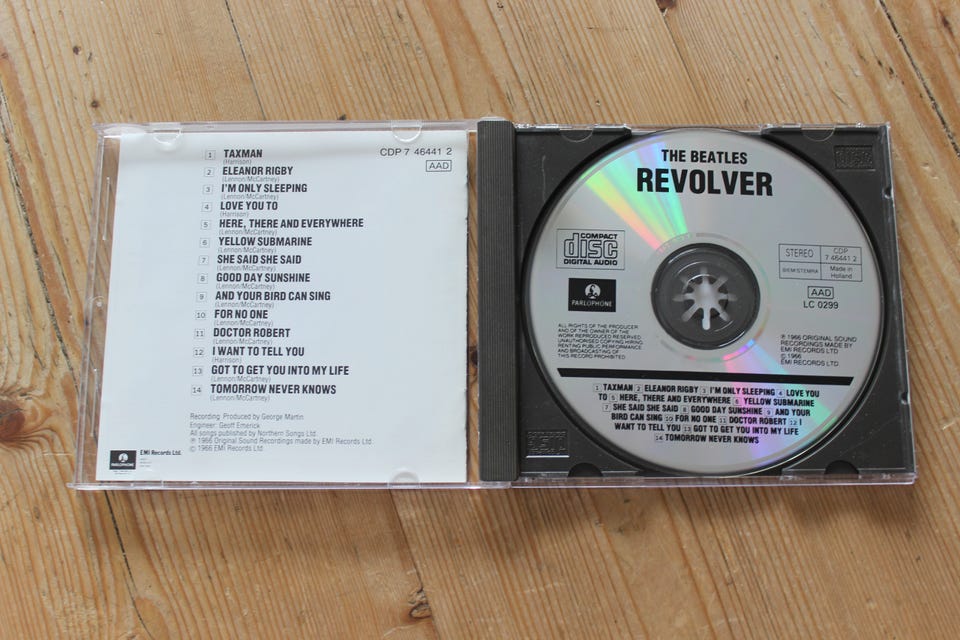 CDP 7 46441 2
AAD
1 TAXMAN
(Harrison)
2 ELEANOR RIGBY
(Lennon/McCartney)
3 I'M ONLY SLEEPING
(Lennon/McCartney)
4 LOVE YOU TO
(Harrison)
5 HERE, THERE AND EVERYWHERE
(Lennon/McCartney)
6 YELLOW SUBMARINE
(Lennon/McCartney)
7 SHE SAID SHE SAID
(Lennon/McCartney)
8 GOOD DAY SUNSHINE
(Lennon/McCartney)
9 AND YOUR BIRD CAN SING
(Lennon/McCartney)
10 FOR NO ONE
(Lennon/McCartney)
11 DOCTOR ROBERT
(Lennon/McCartney)
12 I WANT TO TELL YOU
(Harrison)
13 GOT TO GET YOU INTO MY LIFE
(Lennon/McCartney)
14 TOMORROW NEVER KNOWS
(Lennon/McCartney)
Recording Produced by George Martin
Engineer: Geoff Emerick
All songs published by Northern Songs Ltd.
℗ 1966 Original Sound Recordings made by EMI Records Ltd.
© 1966 EMI Records Ltd
PARLOPHONE
EMI Records Ltd.
THE BEATLES
REVOLVER
COMPACT
disc
DIGITAL AUDIO
PARLOPHONE
STEREO
CDP
7 46441 2
BIEM/STEMRA
Made in
Holland
AAD
LC 0299
ALL RIGHTS OF THE PRODUCER
AND OF THE OWNER OF THE
WORK REPRODUCED RESERVED
UNAUTHORISED COPYING HIRING
RENTING PUBLIC PERFORMANCE
AND BROADCASTING OF
THIS RECORD PROHIBITED
℗ 1966 ORIGINAL SOUND
RECORDINGS MADE BY
EMI RECORDS LTD
© 1966
EMI RECORDS LTD
1 TAXMAN 2 ELEANOR RIGBY 3 I'M ONLY SLEEPING 4 LOVE YOU
TO 5 HERE, THERE AND EVERYWHERE 6 YELLOW SUBMARINE
7 SHE SAID SHE SAID 8 GOOD DAY SUNSHINE 9 AND YOUR
BIRD CAN SING 10 FOR NO ONE 11 DOCTOR ROBERT 12 I
WANT TO TELL YOU 13 GOT TO GET YOU INTO MY LIFE
14 TOMORROW NEVER KNOWS